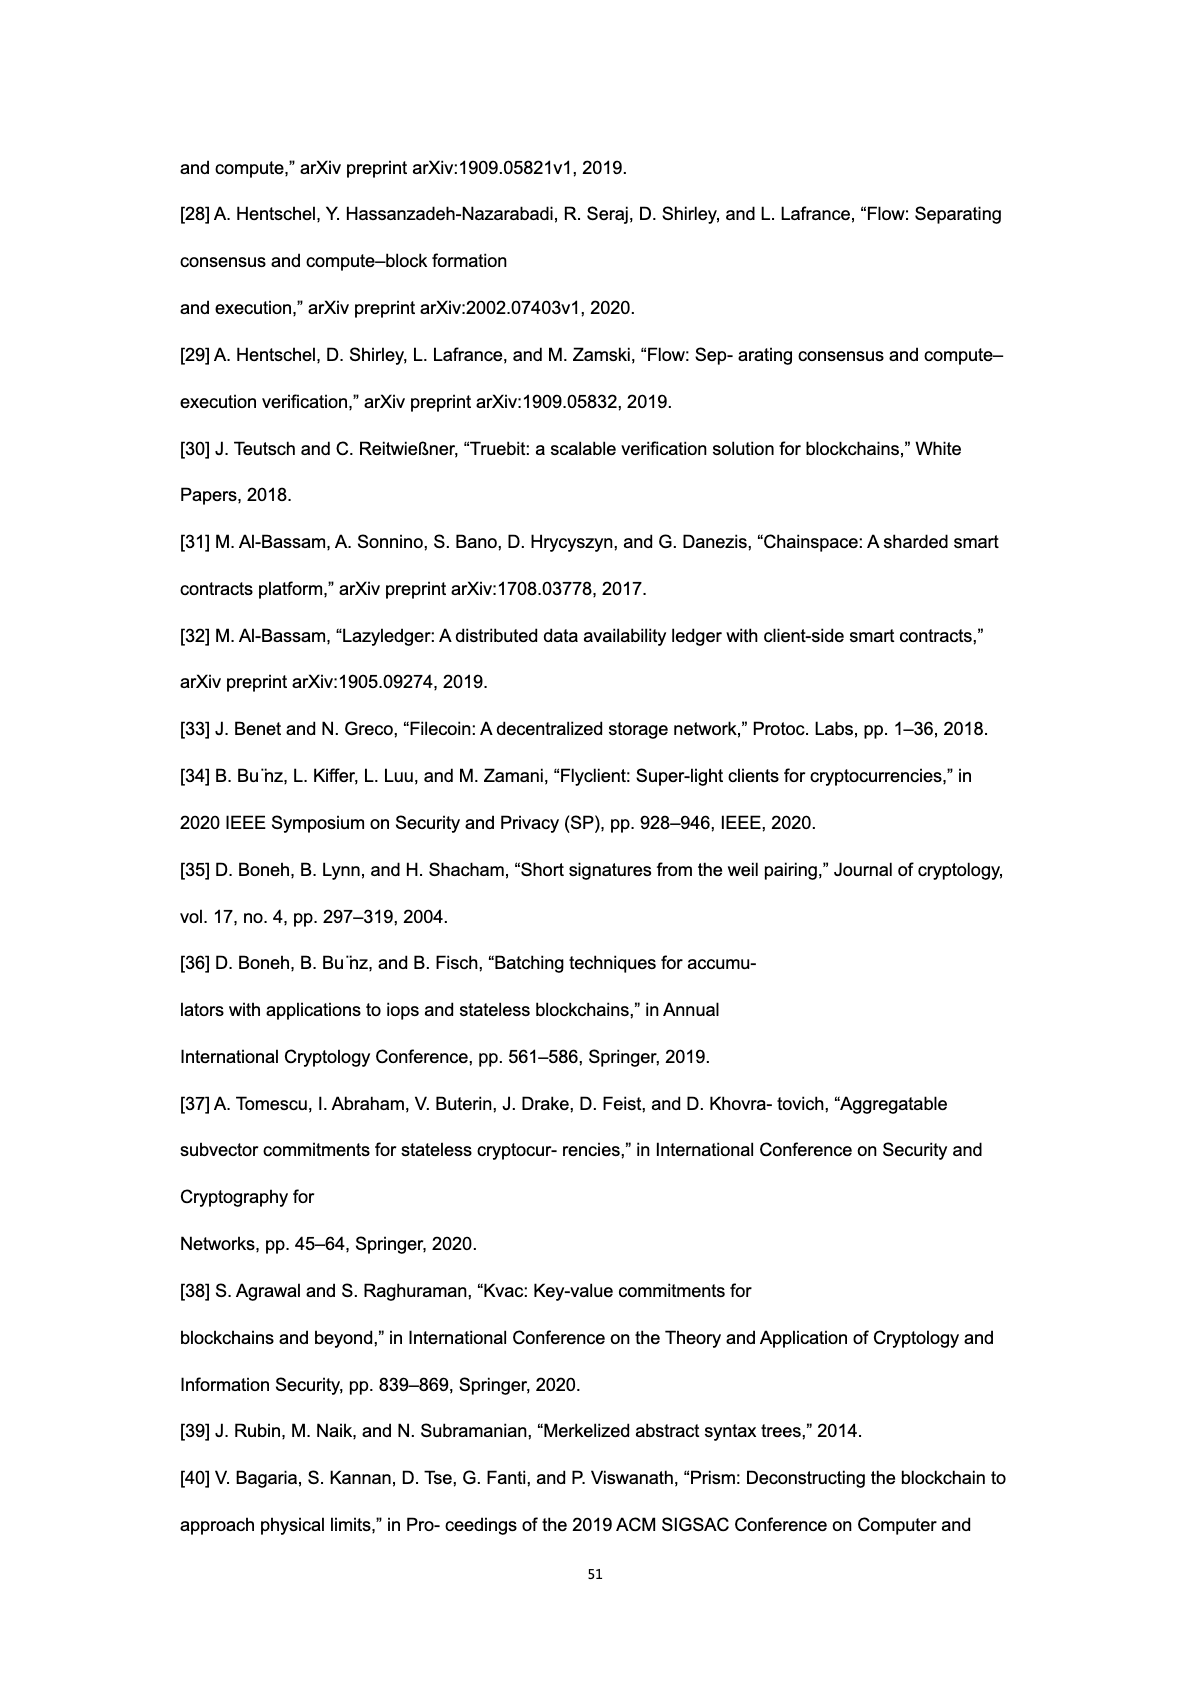 and compute,” arXiv preprint arXiv:1909.05821v1, 2019.
[28] A. Hentschel, Y. Hassanzadeh-Nazarabadi, R. Seraj, D. Shirley, and L. Lafrance, “Flow: Separating
consensus and compute–block formation
and execution,” arXiv preprint arXiv:2002.07403v1, 2020.
[29] A. Hentschel, D. Shirley, L. Lafrance, and M. Zamski, “Flow: Sep- arating consensus and compute–
execution verification,” arXiv preprint arXiv:1909.05832, 2019.
[30] J. Teutsch and C. Reitwießner, “Truebit: a scalable verification solution for blockchains,” White
Papers, 2018.
[31] M. Al-Bassam, A. Sonnino, S. Bano, D. Hrycyszyn, and G. Danezis, “Chainspace: A sharded smart
contracts platform,” arXiv preprint arXiv:1708.03778, 2017.
[32] M. Al-Bassam, “Lazyledger: A distributed data availability ledger with client-side smart contracts,”
arXiv preprint arXiv:1905.09274, 2019.
[33] J. Benet and N. Greco, “Filecoin: A decentralized storage network,” Protoc. Labs, pp. 1–36, 2018.
[34] B. Bu ̈nz, L. Kiffer, L. Luu, and M. Zamani, “Flyclient: Super-light clients for cryptocurrencies,” in
2020 IEEE Symposium on Security and Privacy (SP), pp. 928–946, IEEE, 2020.
[35] D. Boneh, B. Lynn, and H. Shacham, “Short signatures from the weil pairing,” Journal of cryptology,
vol. 17, no. 4, pp. 297–319, 2004.
[36] D. Boneh, B. Bu ̈nz, and B. Fisch, “Batching techniques for accumu-
lators with applications to iops and stateless blockchains,” in Annual
International Cryptology Conference, pp. 561–586, Springer, 2019.
[37] A. Tomescu, I. Abraham, V. Buterin, J. Drake, D. Feist, and D. Khovra- tovich, “Aggregatable
subvector commitments for stateless cryptocur- rencies,” in International Conference on Security and
Cryptography for
Networks, pp. 45–64, Springer, 2020.
[38] S. Agrawal and S. Raghuraman, “Kvac: Key-value commitments for
blockchains and beyond,” in International Conference on the Theory and Application of Cryptology and
Information Security, pp. 839–869, Springer, 2020.
[39] J. Rubin, M. Naik, and N. Subramanian, “Merkelized abstract syntax trees,” 2014.
[40] V. Bagaria, S. Kannan, D. Tse, G. Fanti, and P. Viswanath, “Prism: Deconstructing the blockchain to
approach physical limits,” in Pro- ceedings of the 2019 ACM SIGSAC Conference on Computer and
51